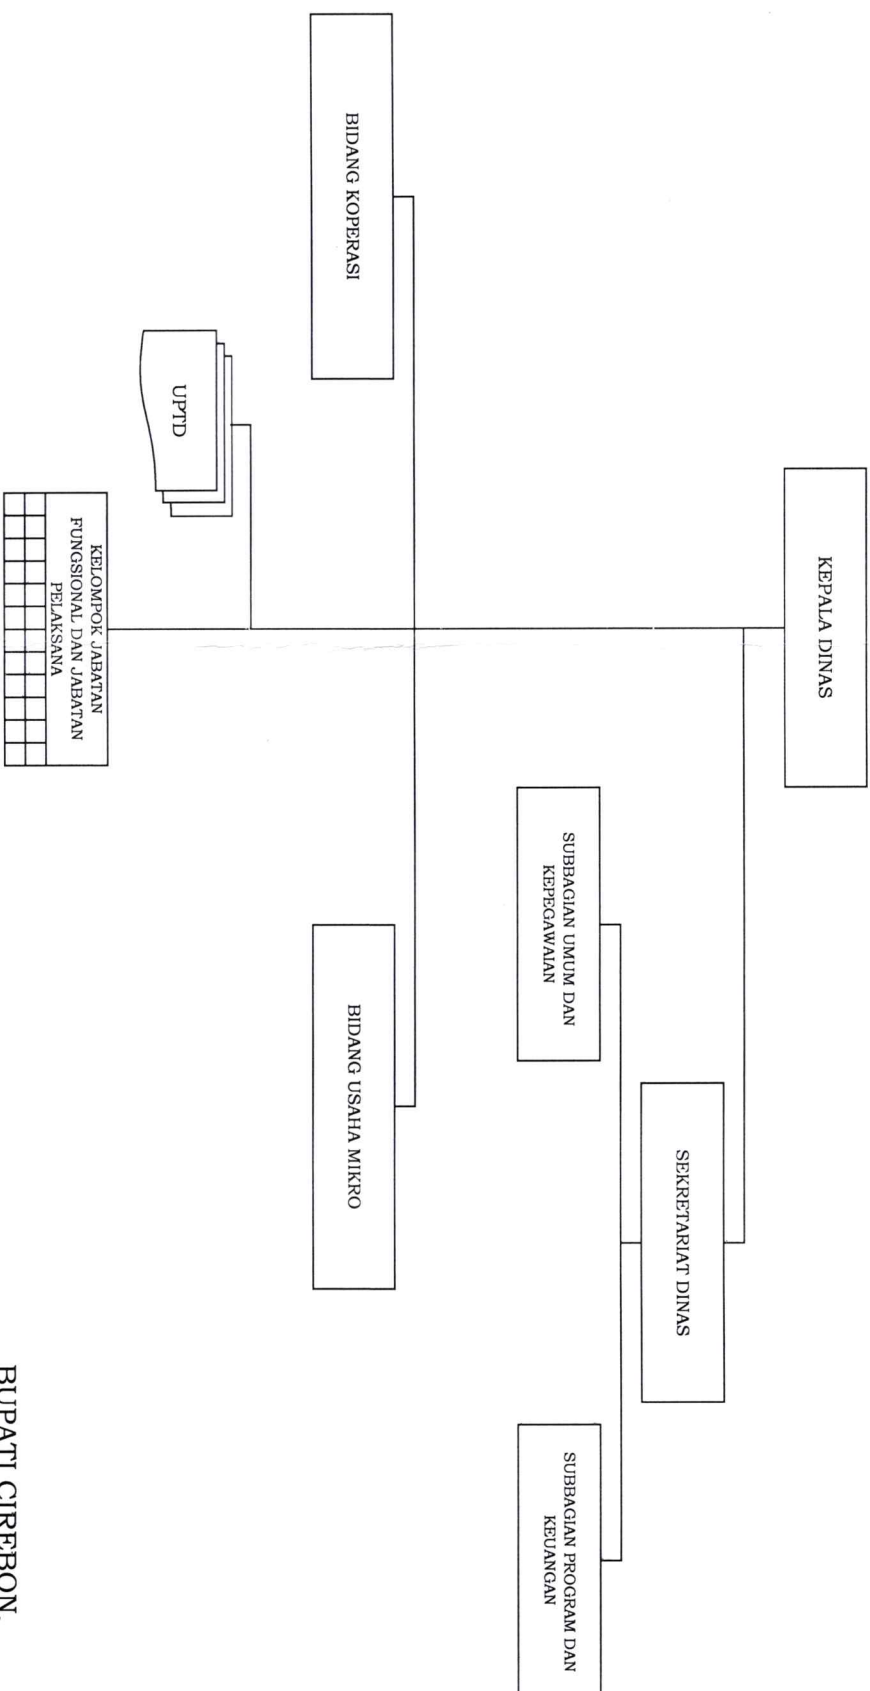 KEPALA DINAS
SEKRETARIAT DINAS
SUBBAGIAN UMUM DAN
KEPEGAWAIAN
SUBBAGIAN PROGRAM DAN
KEUANGAN
BIDANG KOPERASI
BIDANG USAHA MIKRO
UPTD
KELOMPOK JABATAN
FUNGSIONAL DAN JABATAN
PELAKSANA
BUPATI CIREBON,